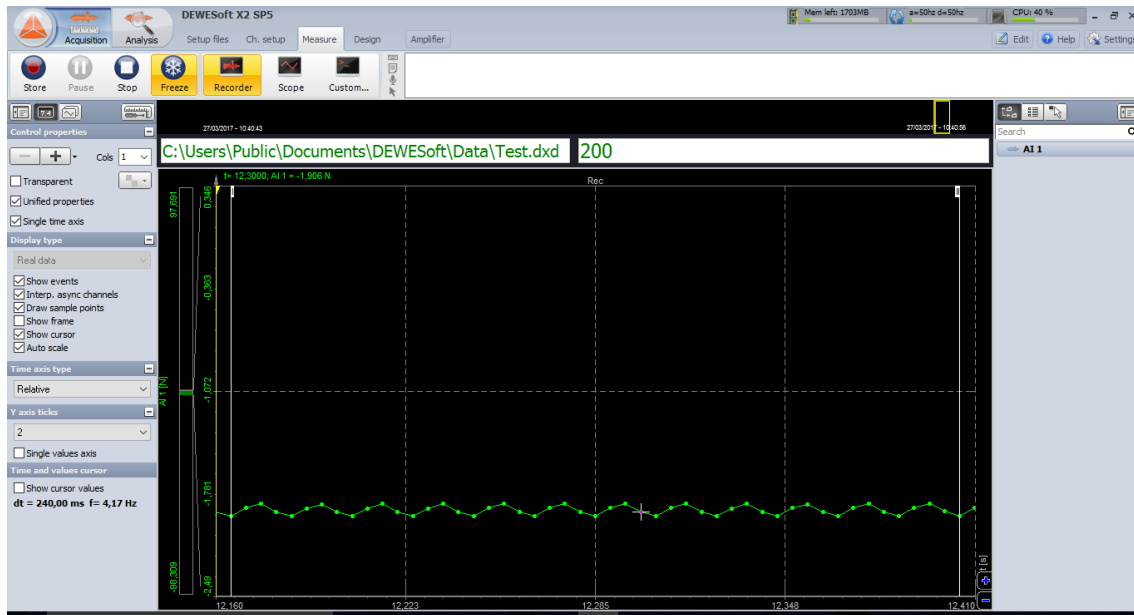 DEWESoft X2 SP5
Mem left: 1703MB
a=50hz d=50hz
CPU: 40 %
Acquisition Analysis Setup files Ch. setup Measure Design Amplifier
Edit Help Settings
Store Pause Stop Freeze Recorder Scope Custom...
Control properties
Cols 1
Transparent
Unified properties
Single time axis
Display type
Real data
Show events
Interp. async channels
Draw sample points
Show frame
Show cursor
Auto scale
Time axis type
Relative
Y axis ticks
2
Single values axis
Time and values cursor
Show cursor values
dt = 240,00 ms f= 4,17 Hz
27/03/2017 - 10:40:43
27/03/2017 - 10:40:56
C:\Users\Public\Documents\DEWESoft\Data\Test.dxd
200
t= 12,3000; AI 1 = -1,906 N
Rec
97,691
0,346
-0,363
-1,072
AI 1 [N]
-1,781
-98,309
-2,49
t [s]
12,160 12,223 12,285 12,348 12,410
Search
AI 1